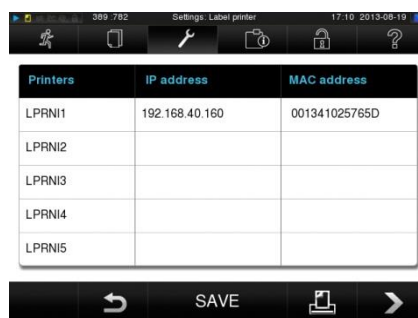 389 :782 Settings: Label printer 17:10 2013-08-19
Printers IP address MAC address
LPRNI1 192.168.40.160 001341025765D
LPRNI2
LPRNI3
LPRNI4
LPRNI5
SAVE